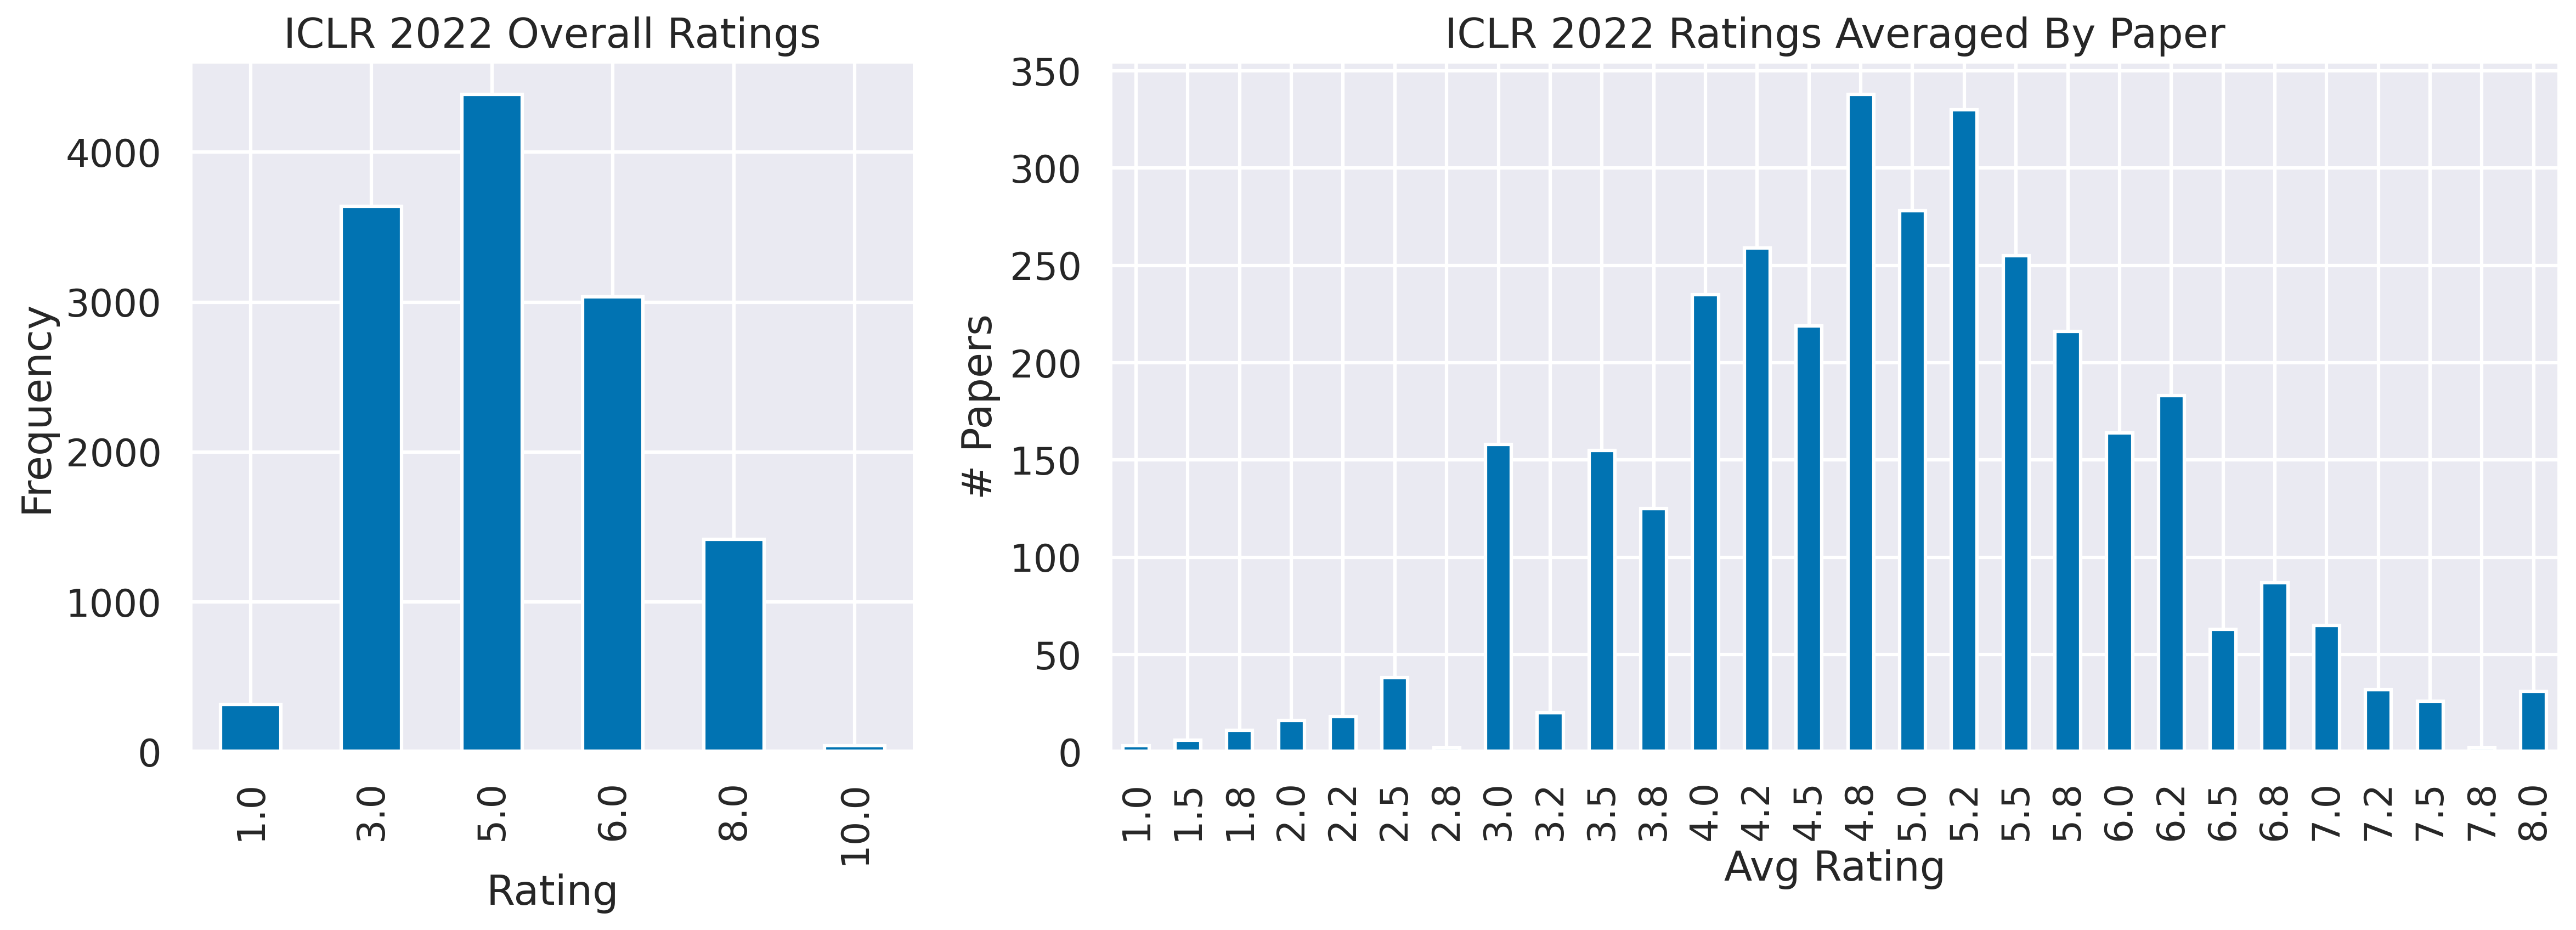 ICLR 2022 Overall Ratings
Frequency
4000
3000
2000
1000
0
1.0 3.0 5.0 6.0 8.0 10.0
Rating
ICLR 2022 Ratings Averaged By Paper
# Papers
350
300
250
200
150
100
50
0
1.0 1.5 1.8 2.0 2.2 2.5 2.8 3.0 3.2 3.5 3.8 4.0 4.2 4.5 4.8 5.0 5.2 5.5 5.8 6.0 6.2 6.5 6.8 7.0 7.2 7.5 7.8 8.0
Avg Rating